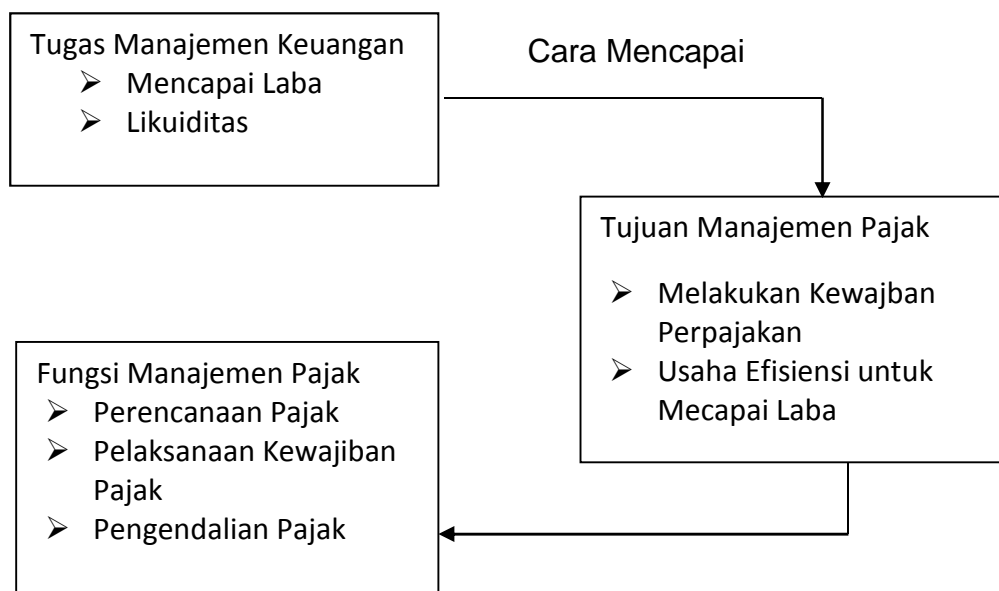 Tugas Manajemen Keuangan
➢ Mencapai Laba
➢ Likuiditas
Cara Mencapai
Tujuan Manajemen Pajak
➢ Melakukan Kewajban
Perpajakan
➢ Usaha Efisiensi untuk
Mecapai Laba
Fungsi Manajemen Pajak
➢ Perencanaan Pajak
➢ Pelaksanaan Kewajiban
Pajak
➢ Pengendalian Pajak